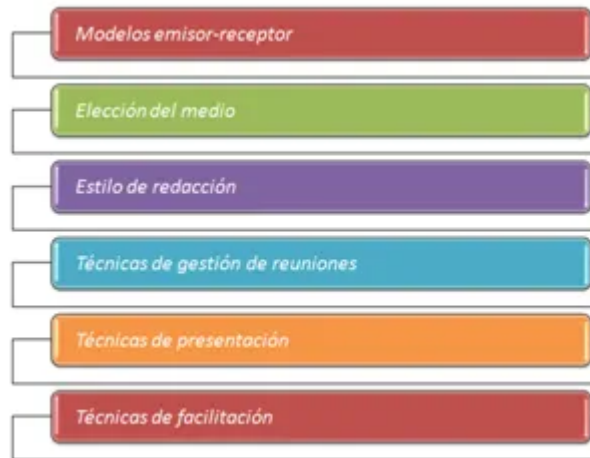 Modelos emisor-receptor
Elección del medio
Estilo de redacción
Técnicas de gestión de reuniones
Técnicas de presentación
Técnicas de facilitación